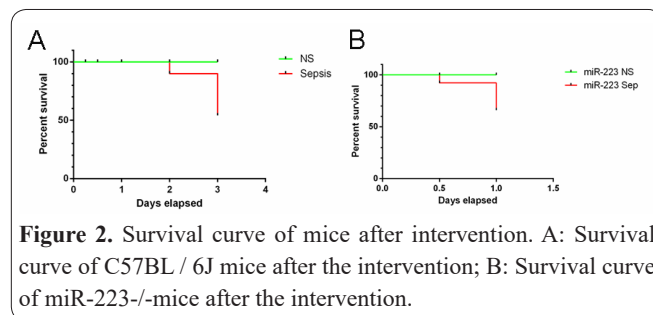 A
NS
Sepsis
Percent survival
100
50
0
0
1
2
3
4
Days elapsed
B
miR-223 NS
miR-223 Sep
Percent survival
100
50
0
0.0
0.5
1.0
1.5
Days elapsed
Figure 2. Survival curve of mice after intervention. A: Survival
curve of C57BL / 6J mice after the intervention; B: Survival curve
of miR-223-/-mice after the intervention.